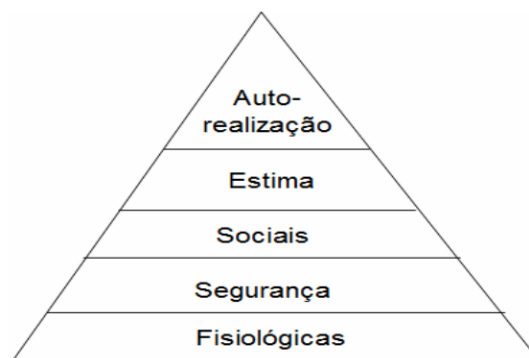 Auto-
realização
Estima
Sociais
Segurança
Fisiológicas